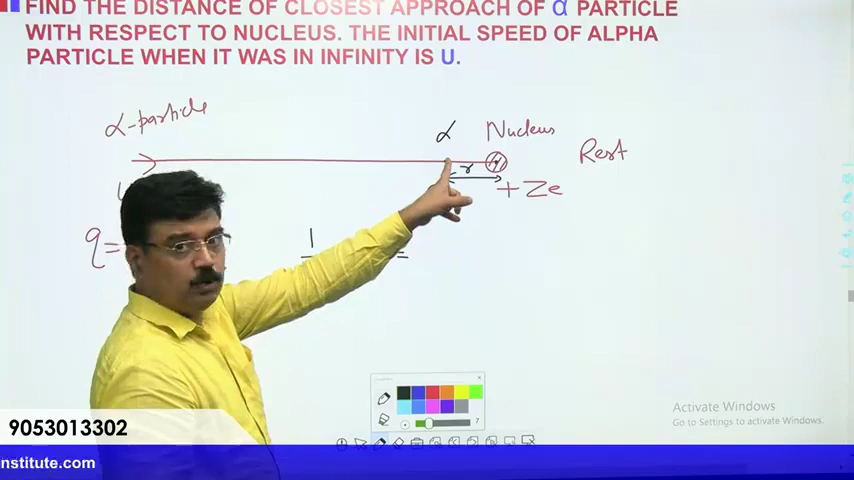 FIND THE DISTANCE OF CLOSEST APPROACH OF α PARTICLE
WITH RESPECT TO NUCLEUS. THE INITIAL SPEED OF ALPHA
PARTICLE WHEN IT WAS IN INFINITY IS U.
α-particle
α
Nucleus
Rest
r
+Ze
q=
1
7
Activate Windows
Go to Settings to activate Windows.
9053013302
nstitute.com